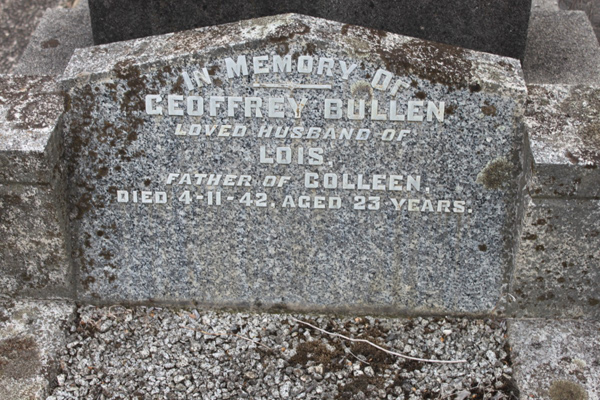 IN MEMORY OF
GEOFFREY BULLEN
LOVED HUSBAND OF
LOIS.
FATHER OF COLLEEN.
DIED 4-11-42. AGED 23 YEARS.